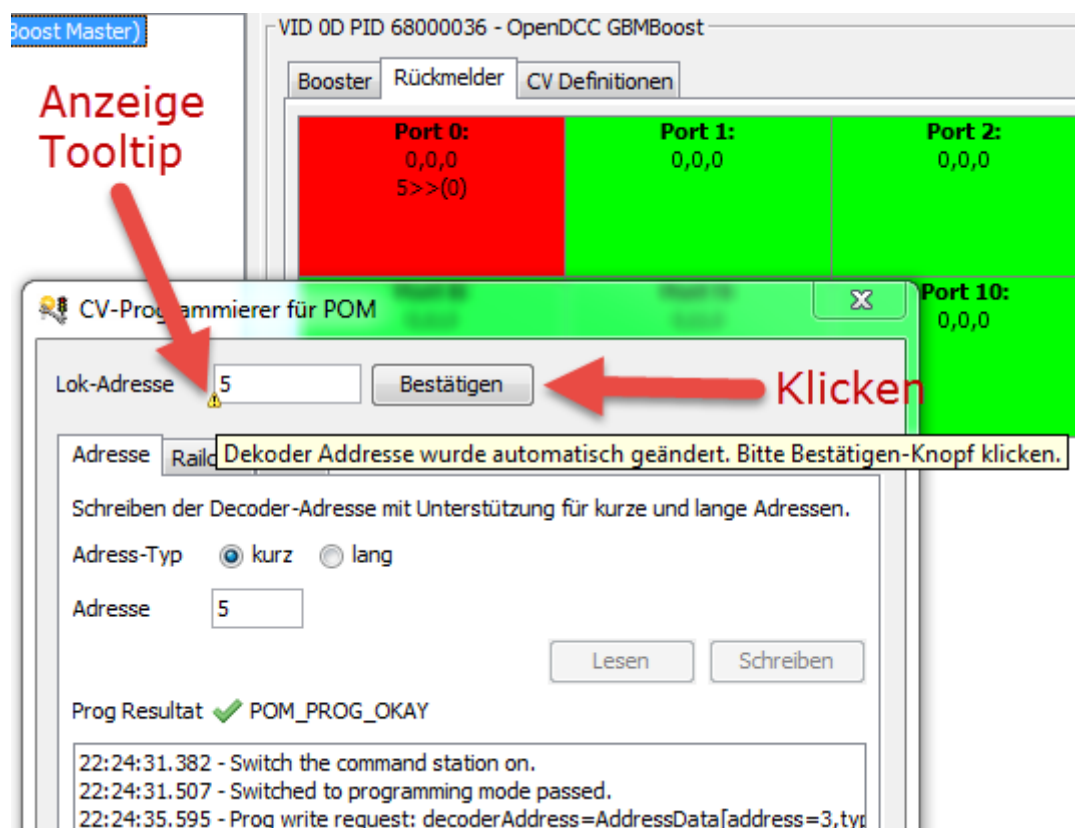 Boost Master)
VID 0D PID 68000036 - OpenDCC GBMBoost
Booster Rückmelder CV Definitionen
Anzeige
Tooltip
Port 0: Port 1: Port 2:
0,0,0 0,0,0 0,0,0
5>>(0)
Port 10:
0,0,0
CV-Programmierer für POM
Lok-Adresse 5 Bestätigen
Klicken
Adresse Railc
Dekoder Addresse wurde automatisch geändert. Bitte Bestätigen-Knopf klicken.
Schreiben der Decoder-Adresse mit Unterstützung für kurze und lange Adressen.
Adress-Typ kurz lang
Adresse 5
Lesen Schreiben
Prog Resultat POM_PROG_OKAY
22:24:31.382 - Switch the command station on.
22:24:31.507 - Switched to programming mode passed.
22:24:35.595 - Prog write request: decoderAddress=AddressData[address=3,typ